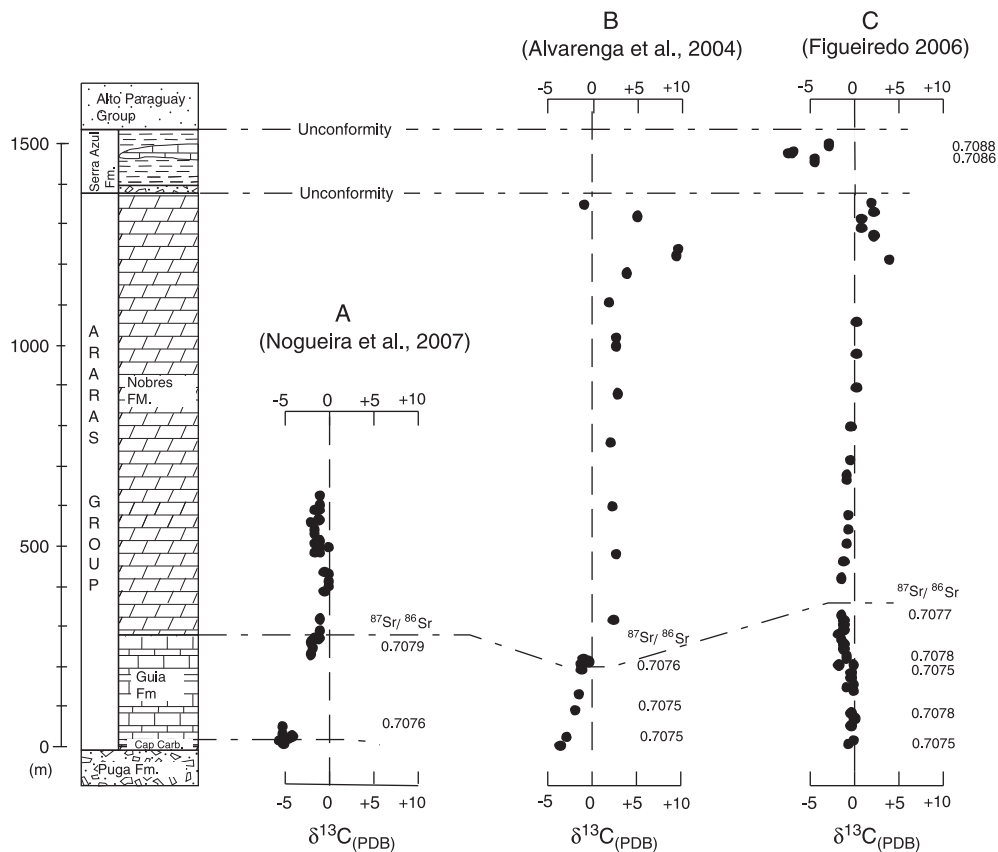 B
(Alvarenga et al., 2004)
C
(Figueiredo 2006)
-5 0 +5 +10
-5 0 +5 +10
Alto Paraguay
Group
Unconformity
1500
Serra Azul
Fm.
0.7088
0.7086
Unconformity
A
(Nogueira et al., 2007)
1000
ARARAS GROUP
Nobres
FM.
-5 0 +5 +10
500
87Sr/ 86Sr
0.7079
87Sr/ 86Sr
0.7076
87Sr/ 86Sr
0.7077
0.7078
0.7075
Guia
Fm
0.7075
0.7076
0.7078
0.7075
0.7075
0
(m)
Cap Carb.
Puga Fm.
-5 0 +5 +10
-5 0 +5 +10
-5 0 +5 +10
δ13C(PDB)
δ13C(PDB)
δ13C(PDB)